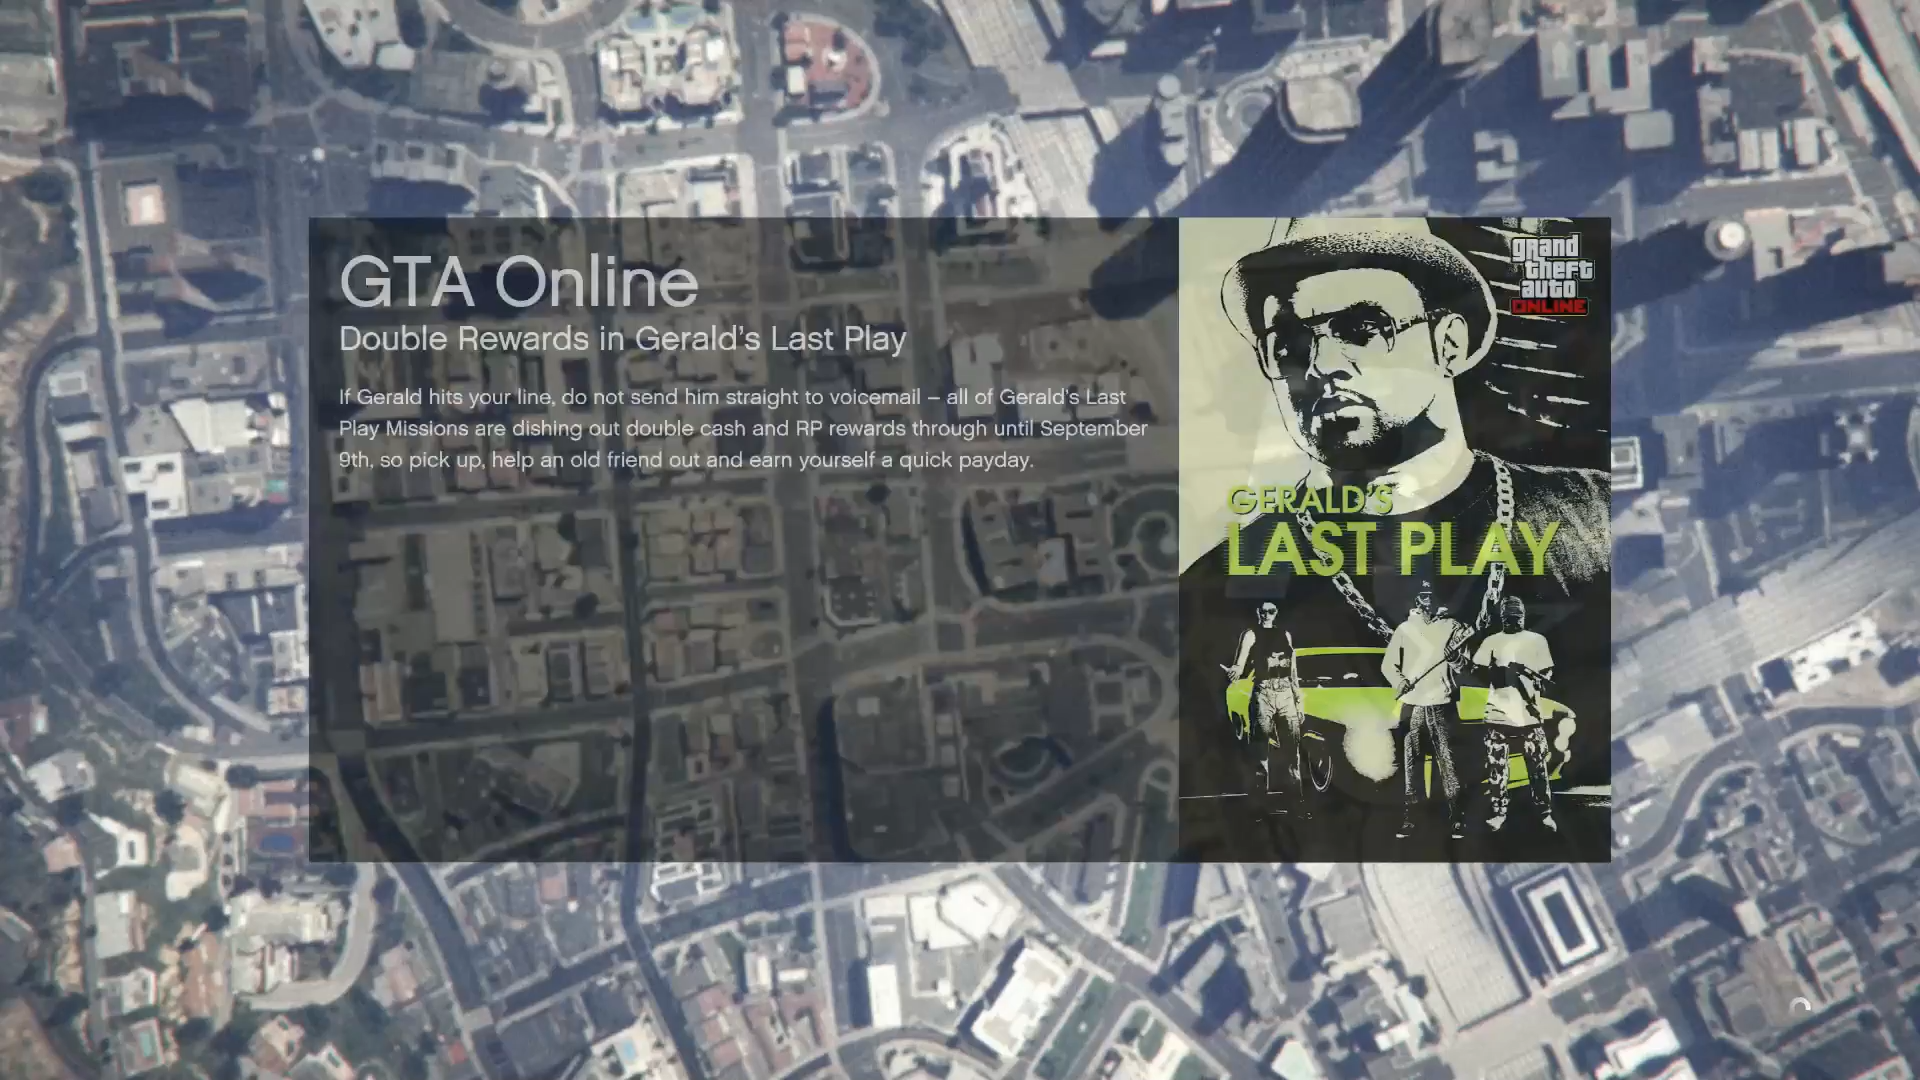 GTA Online
Double Rewards in Gerald's Last Play
If Gerald hits your line, do not send him straight to voicemail – all of Gerald's Last
Play Missions are dishing out double cash and RP rewards through until September
9th, so pick up, help an old friend out and earn yourself a quick payday.
grand
theft
auto
ONLINE
GERALD'S
LAST PLAY